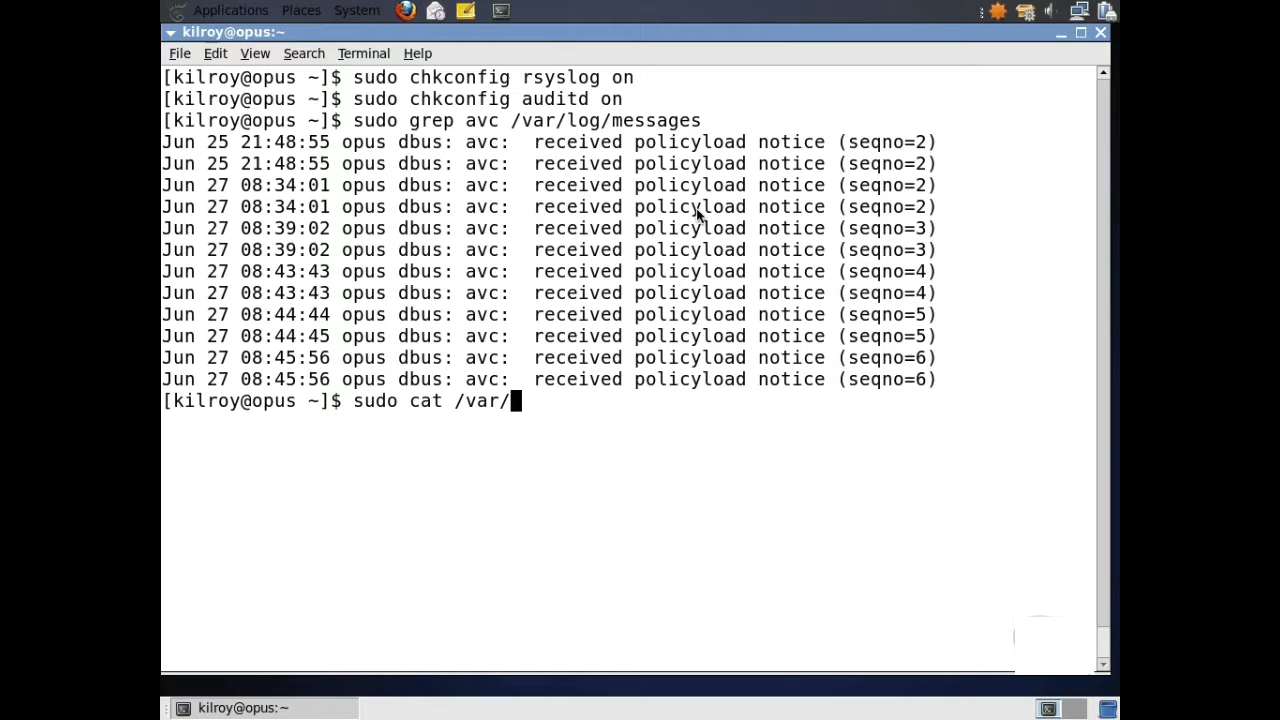 Applications Places System
kilroy@opus:~
File Edit View Search Terminal Help
[kilroy@opus ~]$ sudo chkconfig rsyslog on
[kilroy@opus ~]$ sudo chkconfig auditd on
[kilroy@opus ~]$ sudo grep avc /var/log/messages
Jun 25 21:48:55 opus dbus: avc:  received policyload notice (seqno=2)
Jun 25 21:48:55 opus dbus: avc:  received policyload notice (seqno=2)
Jun 27 08:34:01 opus dbus: avc:  received policyload notice (seqno=2)
Jun 27 08:34:01 opus dbus: avc:  received policyload notice (seqno=2)
Jun 27 08:39:02 opus dbus: avc:  received policyload notice (seqno=3)
Jun 27 08:39:02 opus dbus: avc:  received policyload notice (seqno=3)
Jun 27 08:43:43 opus dbus: avc:  received policyload notice (seqno=4)
Jun 27 08:43:43 opus dbus: avc:  received policyload notice (seqno=4)
Jun 27 08:44:44 opus dbus: avc:  received policyload notice (seqno=5)
Jun 27 08:44:45 opus dbus: avc:  received policyload notice (seqno=5)
Jun 27 08:45:56 opus dbus: avc:  received policyload notice (seqno=6)
Jun 27 08:45:56 opus dbus: avc:  received policyload notice (seqno=6)
[kilroy@opus ~]$ sudo cat /var/
kilroy@opus:~